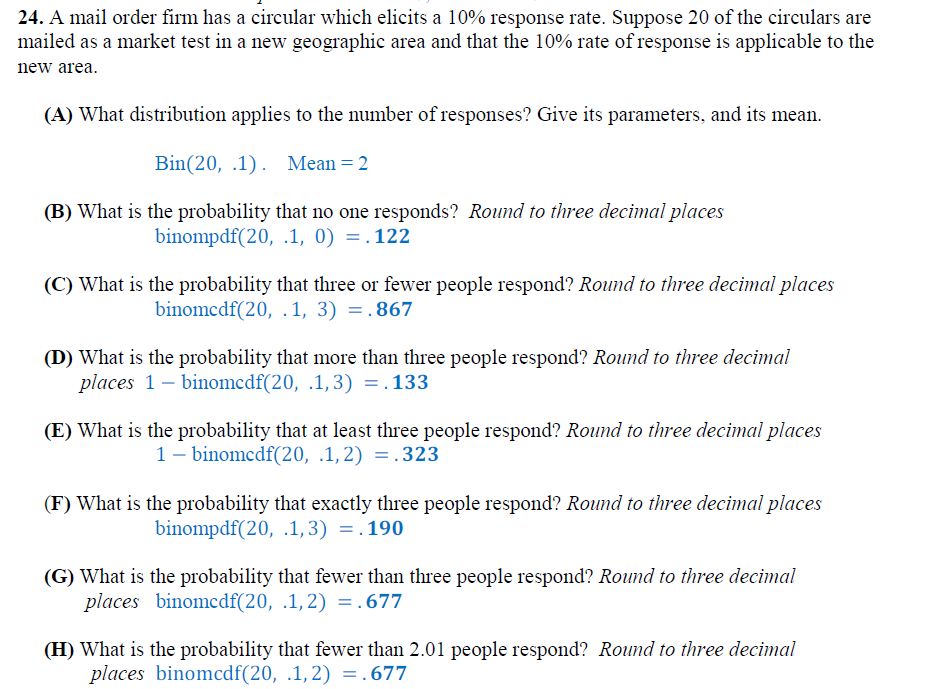 24. A mail order firm has a circular which elicits a 10% response rate. Suppose 20 of the circulars are
mailed as a market test in a new geographic area and that the 10% rate of response is applicable to the
new area.
(A) What distribution applies to the number of responses? Give its parameters, and its mean.
Bin(20, .1). Mean = 2
(B) What is the probability that no one responds? Round to three decimal places
binompdf(20, .1, 0) = .122
(C) What is the probability that three or fewer people respond? Round to three decimal places
binomcdf(20, .1, 3) = .867
(D) What is the probability that more than three people respond? Round to three decimal
places 1 − binomcdf(20, .1,3) = .133
(E) What is the probability that at least three people respond? Round to three decimal places
1 − binomcdf(20, .1,2) = .323
(F) What is the probability that exactly three people respond? Round to three decimal places
binompdf(20, .1,3) = .190
(G) What is the probability that fewer than three people respond? Round to three decimal
places binomcdf(20, .1,2) = .677
(H) What is the probability that fewer than 2.01 people respond? Round to three decimal
places binomcdf(20, .1,2) = .677